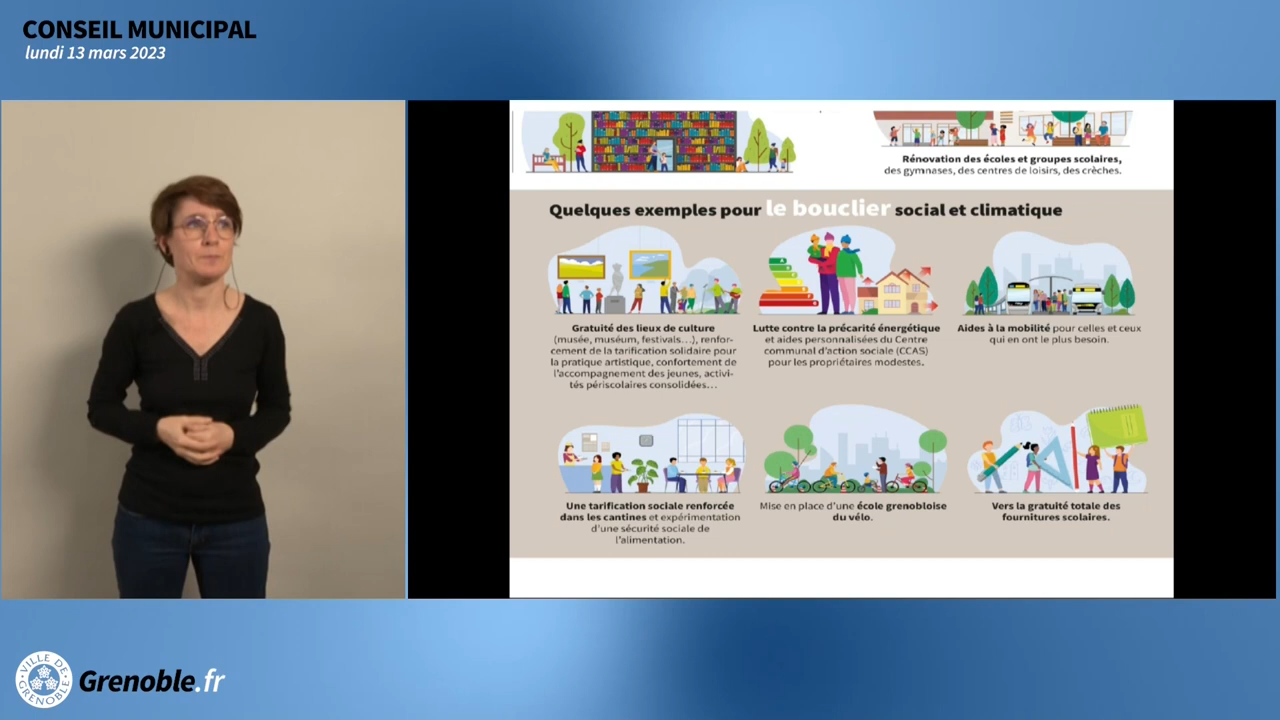 CONSEIL MUNICIPAL
lundi 13 mars 2023
Rénovation des écoles et groupes scolaires,
des gymnases, des centres de loisirs, des crèches.
Quelques exemples pour le bouclier social et climatique
Gratuité des lieux de culture
(musée, muséum, festivals...), renfor-
cement de la tarification solidaire pour
la pratique artistique, confortement de
l'accompagnement des jeunes, activi-
tés périscolaires consolidées...
Lutte contre la précarité énergétique
et aides personnalisées du Centre
communal d'action sociale (CCAS)
pour les propriétaires modestes.
Aides à la mobilité pour celles et ceux
qui en ont le plus besoin.
Une tarification sociale renforcée
dans les cantines et expérimentation
d'une sécurité sociale de
l'alimentation.
Mise en place d'une école grenobloise
du vélo.
Vers la gratuité totale des
fournitures scolaires.
VILLE DE
GRENOBLE
Grenoble.fr